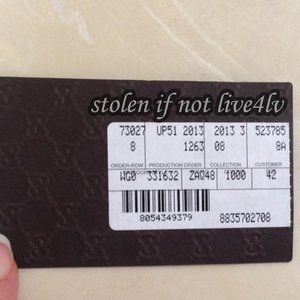 stolen if not live4lv
73027 UP51 2013 2013 3 523785
8 1263 08 8A
ORDER-ROW PRODUCTION ORDER COLLECTION CUSTOMER
WG0 331632 ZA048 1000 42
8054349379 8835702708